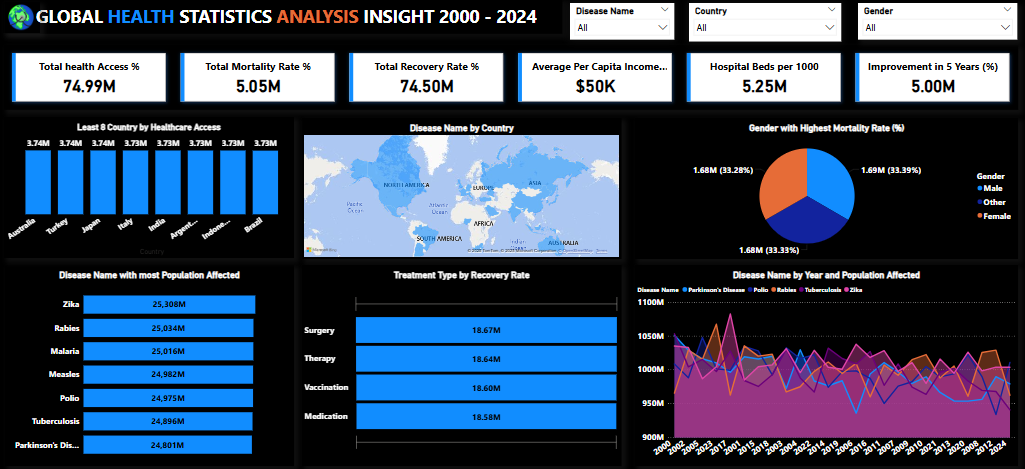 GLOBAL HEALTH STATISTICS ANALYSIS INSIGHT 2000 - 2024
Disease Name
All
Country
All
Gender
All
Total health Access %
74.99M
Total Mortality Rate %
5.05M
Total Recovery Rate %
74.50M
Average Per Capita Income...
$50K
Hospital Beds per 1000
5.25M
Improvement in 5 Years (%)
5.00M
Least 8 Country by Healthcare Access
3.74M 3.74M 3.74M 3.73M 3.73M 3.73M 3.73M 3.73M
Australia Turkey Japan Italy India Argent... Indone... Brazil
Country
Disease Name by Country
NORTH AMERICA
EUROPE
ASIA
Pacific
Ocean
Atlantic
Ocean
AFRICA
SOUTH AMERICA
Indian
AUSTRALIA
Gender with Highest Mortality Rate (%)
1.68M (33.28%)
1.69M (33.39%)
1.68M (33.33%)
Gender
Male
Other
Female
Disease Name with most Population Affected
Zika 25,308M
Rabies 25,034M
Malaria 25,016M
Measles 24,982M
Polio 24,975M
Tuberculosis 24,896M
Parkinson's Dis... 24,801M
Treatment Type by Recovery Rate
Surgery 18.67M
Therapy 18.64M
Vaccination 18.60M
Medication 18.58M
Disease Name by Year and Population Affected
Disease Name Parkinson's Disease Polio Rabies Tuberculosis Zika
1100M
1050M
1000M
950M
900M
2000 2002 2005 2023 2017 2001 2015 2018 2003 2024 2022 2014 2019 2006 2016 2011 2007 2009 2010 2021 2013 2020 2008 2012 2024